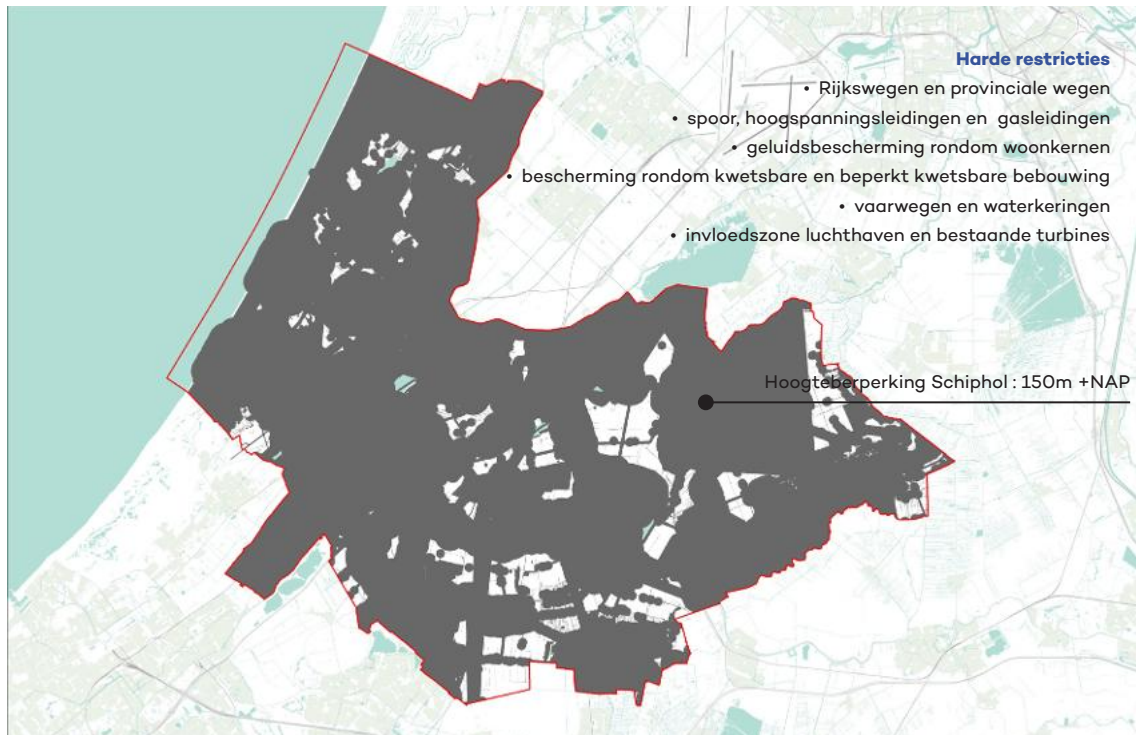 Harde restricties
• Rijkswegen en provinciale wegen
• spoor, hoogspanningsleidingen en gasleidingen
• geluidsbescherming rondom woonkernen
• bescherming rondom kwetsbare en beperkt kwetsbare bebouwing
• vaarwegen en waterkeringen
• invloedszone luchthaven en bestaande turbines
Hoogteberperking Schiphol : 150m +NAP